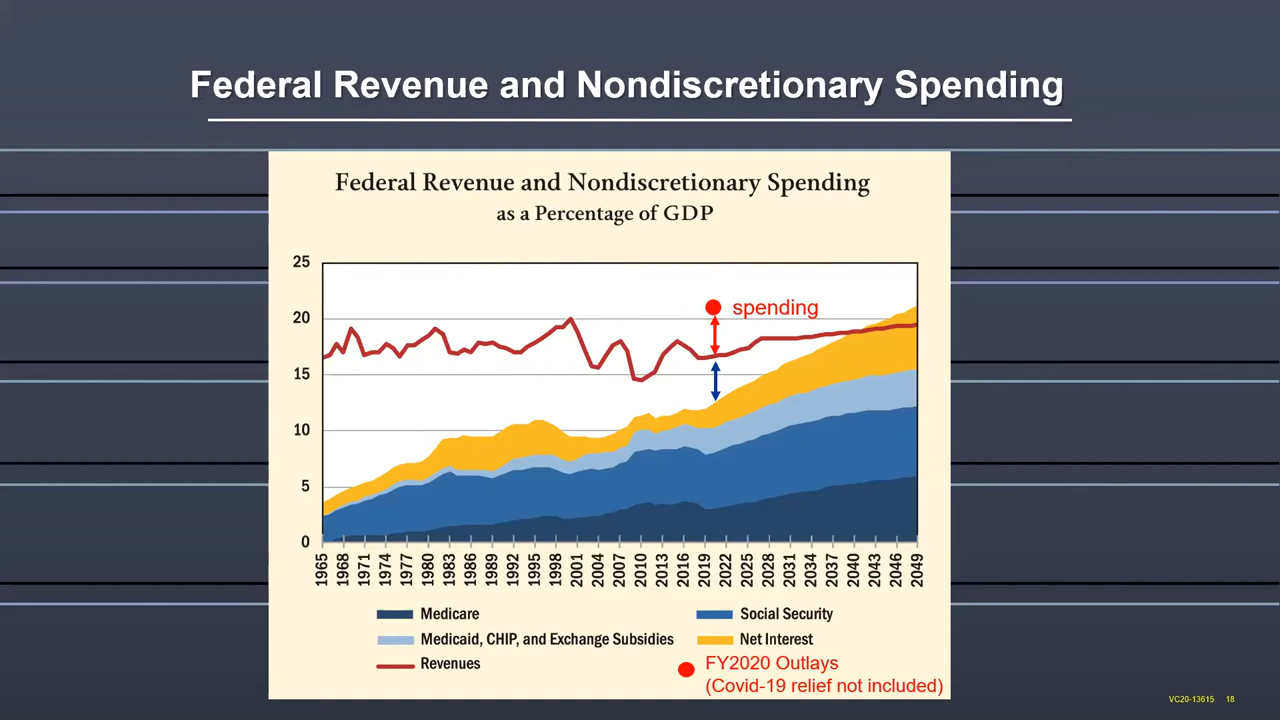 Federal Revenue and Nondiscretionary Spending
Federal Revenue and Nondiscretionary Spending
as a Percentage of GDP
25
20
15
10
5
0
spending
1965 1968 1971 1974 1977 1980 1983 1986 1989 1992 1995 1998 2001 2004 2007 2010 2013 2016 2019 2022 2025 2028 2031 2034 2037 2040 2043 2046 2049
Medicare
Social Security
Medicaid, CHIP, and Exchange Subsidies
Net Interest
Revenues
FY2020 Outlays
(Covid-19 relief not included)
VC20-13615 18